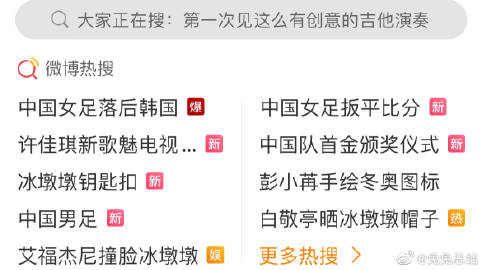 大家正在搜：第一次见这么有创意的吉他演奏
微博热搜
中国女足落后韩国 爆
中国女足扳平比分 新
许佳琪新歌魅电视 ... 新
中国队首金颁奖仪式 新
冰墩墩钥匙扣 新
彭小苒手绘冬奥图标
中国男足 新
白敬亭晒冰墩墩帽子 热
艾福杰尼撞脸冰墩墩 娱
更多热搜 >